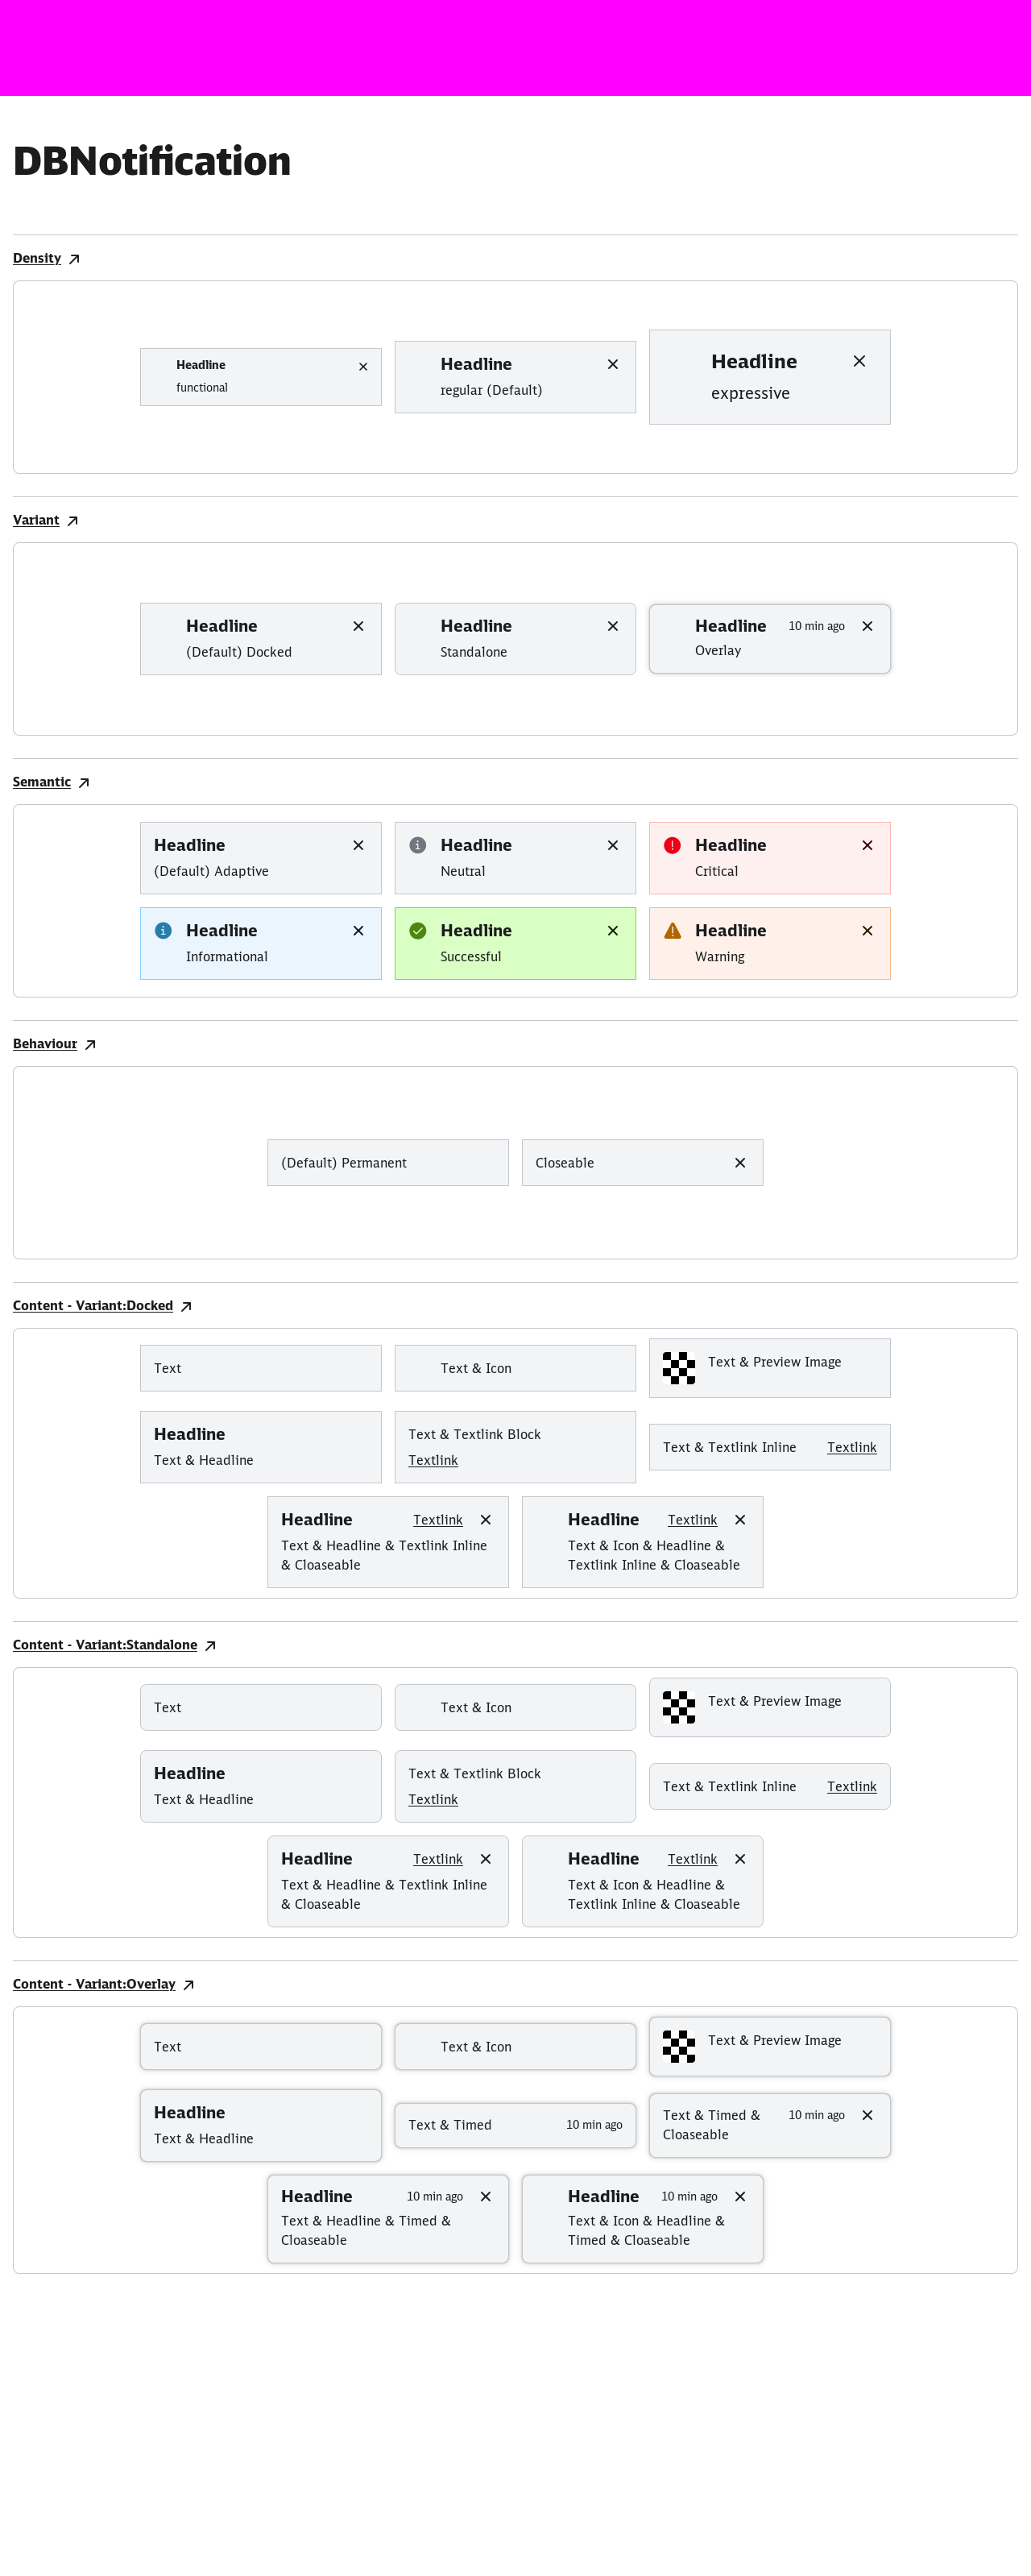 DBNotification
Density
Headline
functional
Headline
regular (Default)
Headline
expressive
Variant
Headline
(Default) Docked
Headline
Standalone
Headline 10 min ago
Overlay
Semantic
Headline
(Default) Adaptive
Headline
Neutral
Headline
Critical
Headline
Informational
Headline
Successful
Headline
Warning
Behaviour
(Default) Permanent
Closeable
Content - Variant:Docked
Text
Text & Icon
Text & Preview Image
Headline
Text & Headline
Text & Textlink Block
Textlink
Text & Textlink Inline Textlink
Headline Textlink
Text & Headline & Textlink Inline
& Cloaseable
Headline Textlink
Text & Icon & Headline &
Textlink Inline & Cloaseable
Content - Variant:Standalone
Text
Text & Icon
Text & Preview Image
Headline
Text & Headline
Text & Textlink Block
Textlink
Text & Textlink Inline Textlink
Headline Textlink
Text & Headline & Textlink Inline
& Cloaseable
Headline Textlink
Text & Icon & Headline &
Textlink Inline & Cloaseable
Content - Variant:Overlay
Text
Text & Icon
Text & Preview Image
Headline
Text & Headline
Text & Timed 10 min ago
Text & Timed & 10 min ago
Cloaseable
Headline 10 min ago
Text & Headline & Timed &
Cloaseable
Headline 10 min ago
Text & Icon & Headline &
Timed & Cloaseable